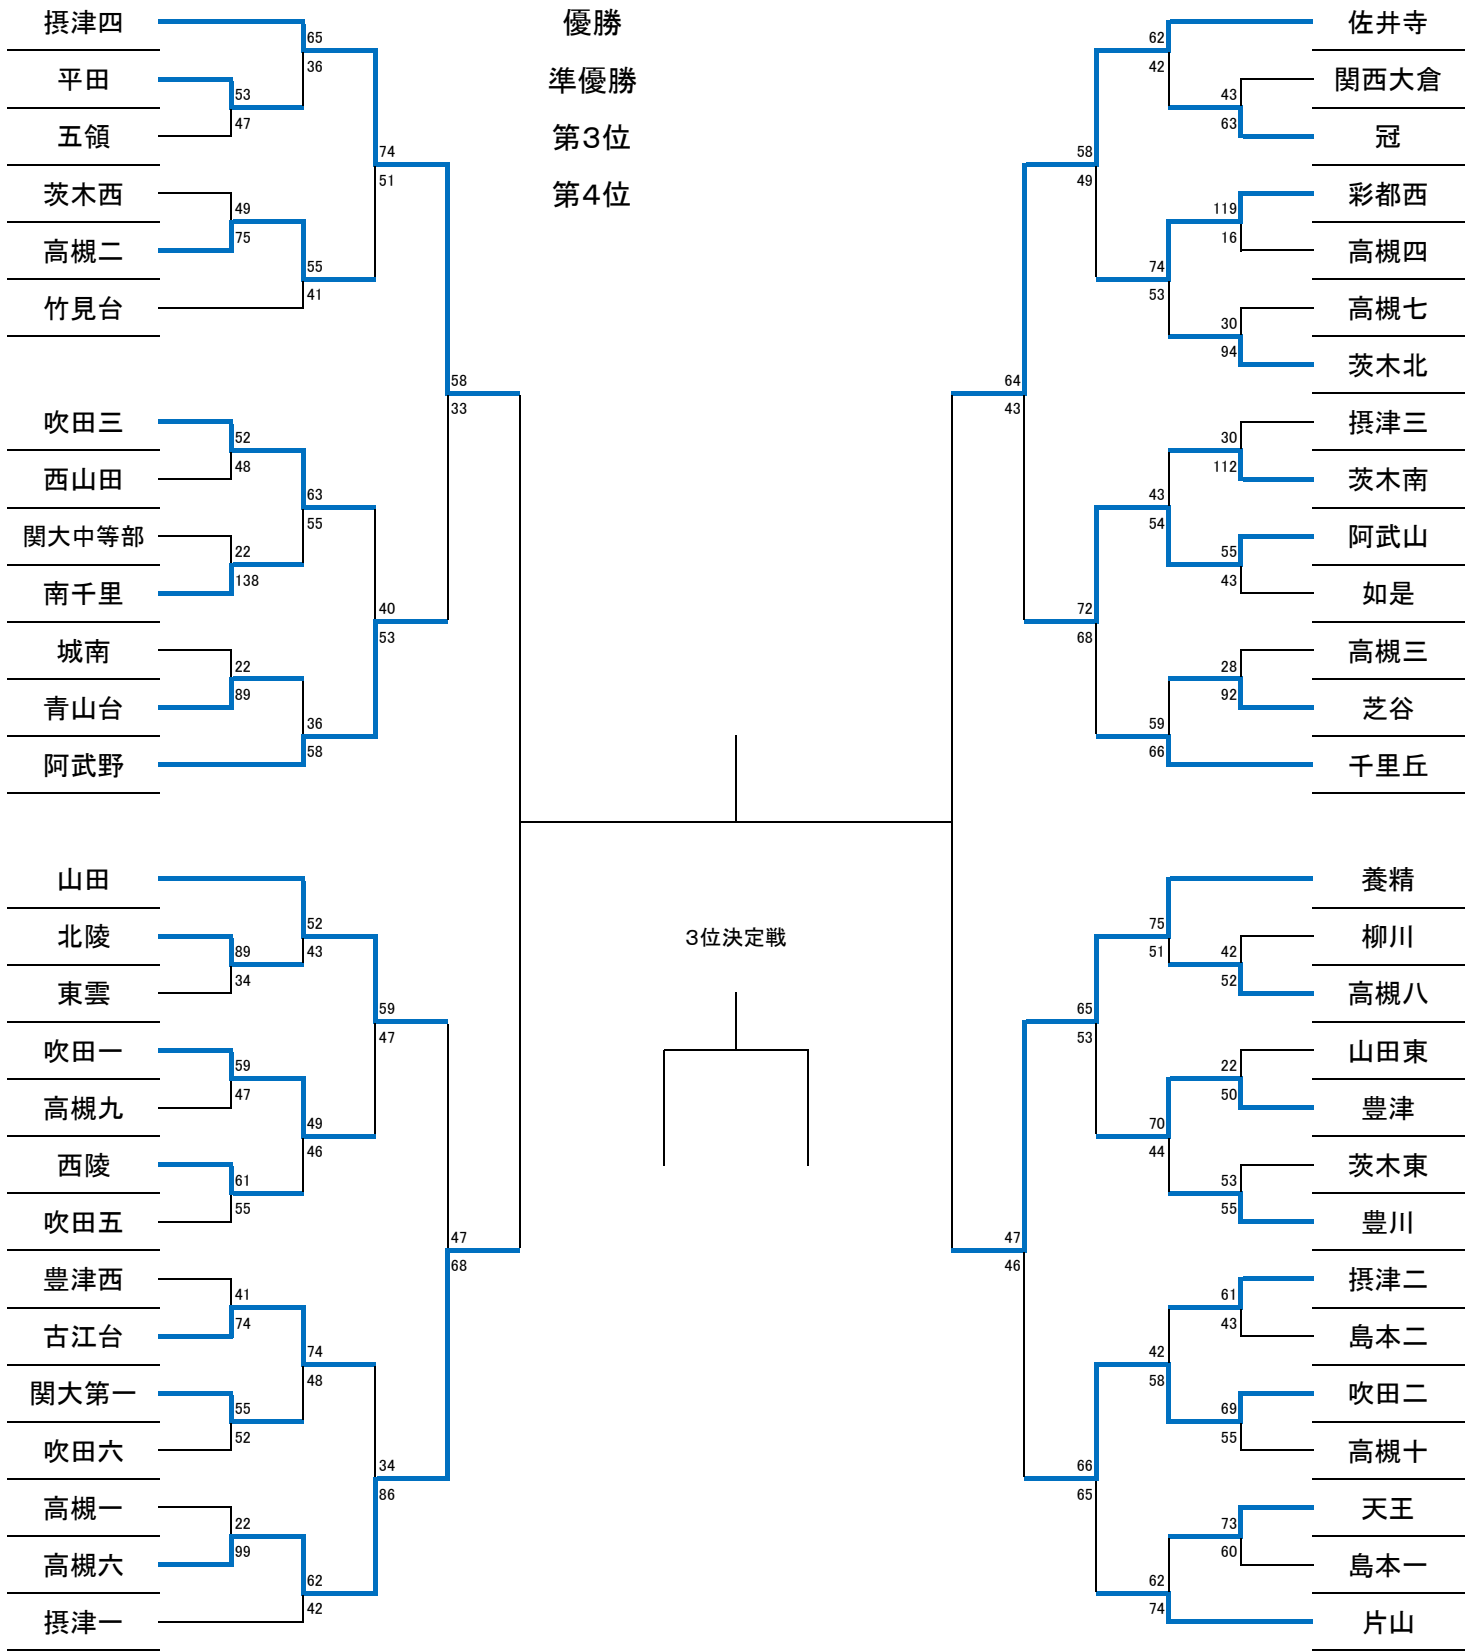 優勝
準優勝
第3位
第4位
摂津四
65
36
平田
53
47
五領
74
51
茨木西
49
75
高槻二
55
41
竹見台
58
33
吹田三
52
48
西山田
63
55
関大中等部
22
138
南千里
40
53
城南
22
89
青山台
36
58
阿武野
山田
52
43
北陵
89
34
東雲
59
47
吹田一
59
47
高槻九
49
46
西陵
61
55
吹田五
47
68
豊津西
41
74
古江台
74
48
関大第一
55
52
吹田六
34
86
高槻一
22
99
高槻六
62
42
摂津一
3位決定戦
佐井寺
62
42
関西大倉
43
63
冠
58
49
彩都西
119
16
高槻四
74
53
高槻七
30
94
茨木北
64
43
摂津三
30
112
茨木南
43
54
阿武山
55
43
如是
72
68
高槻三
28
92
芝谷
59
66
千里丘
養精
75
51
柳川
42
52
高槻八
65
53
山田東
22
50
豊津
70
44
茨木東
53
55
豊川
47
46
摂津二
61
43
島本二
42
58
吹田二
69
55
高槻十
66
65
天王
73
60
島本一
62
74
片山